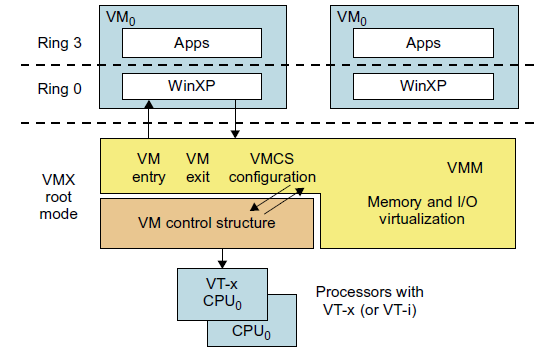 VM0
VM0
Ring 3
Apps
Apps
Ring 0
WinXP
WinXP
VMX
root
mode
VM
entry
VM
exit
VMCS
configuration
VMM
Memory and I/O
virtualization
VM control structure
VT-x
CPU0
CPU0
Processors with
VT-x (or VT-i)